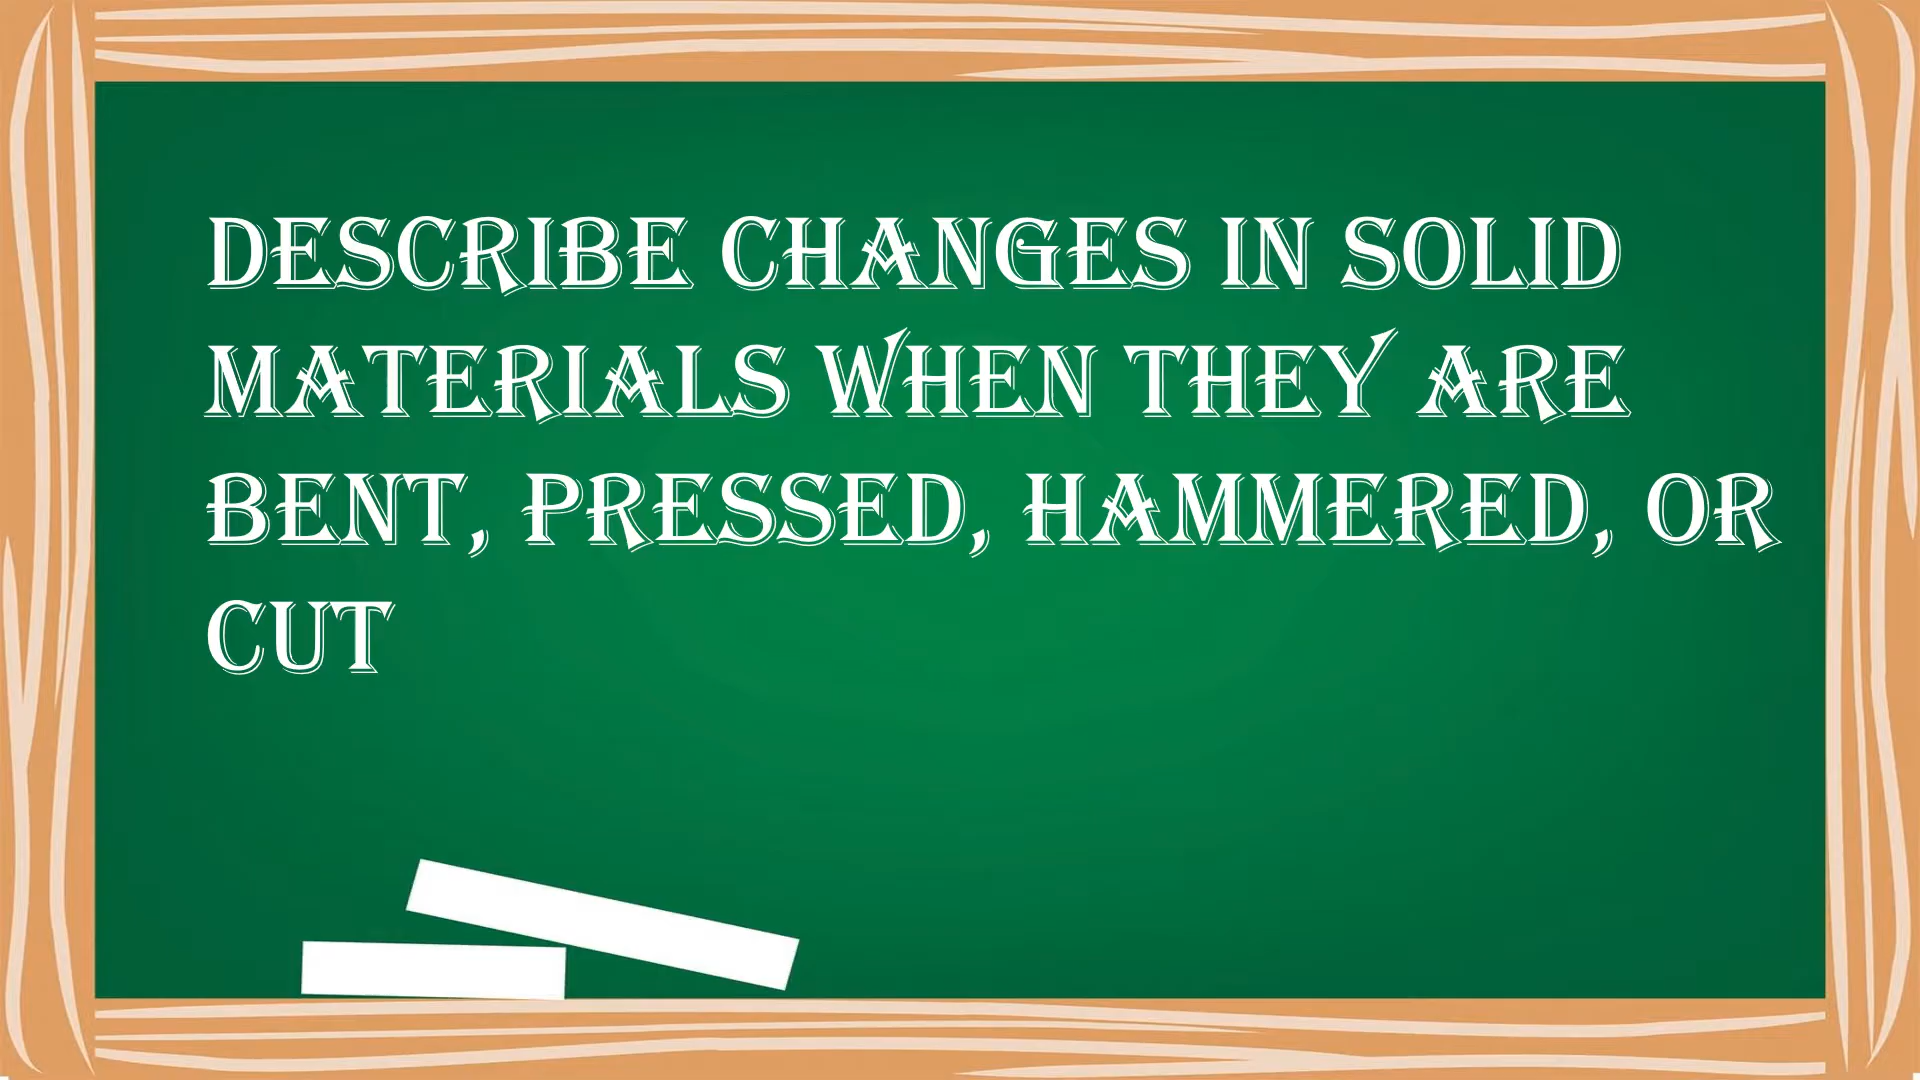 DESCRIBE CHANGES IN SOLID
MATERIALS WHEN THEY ARE
BENT, PRESSED, HAMMERED, OR
CUT